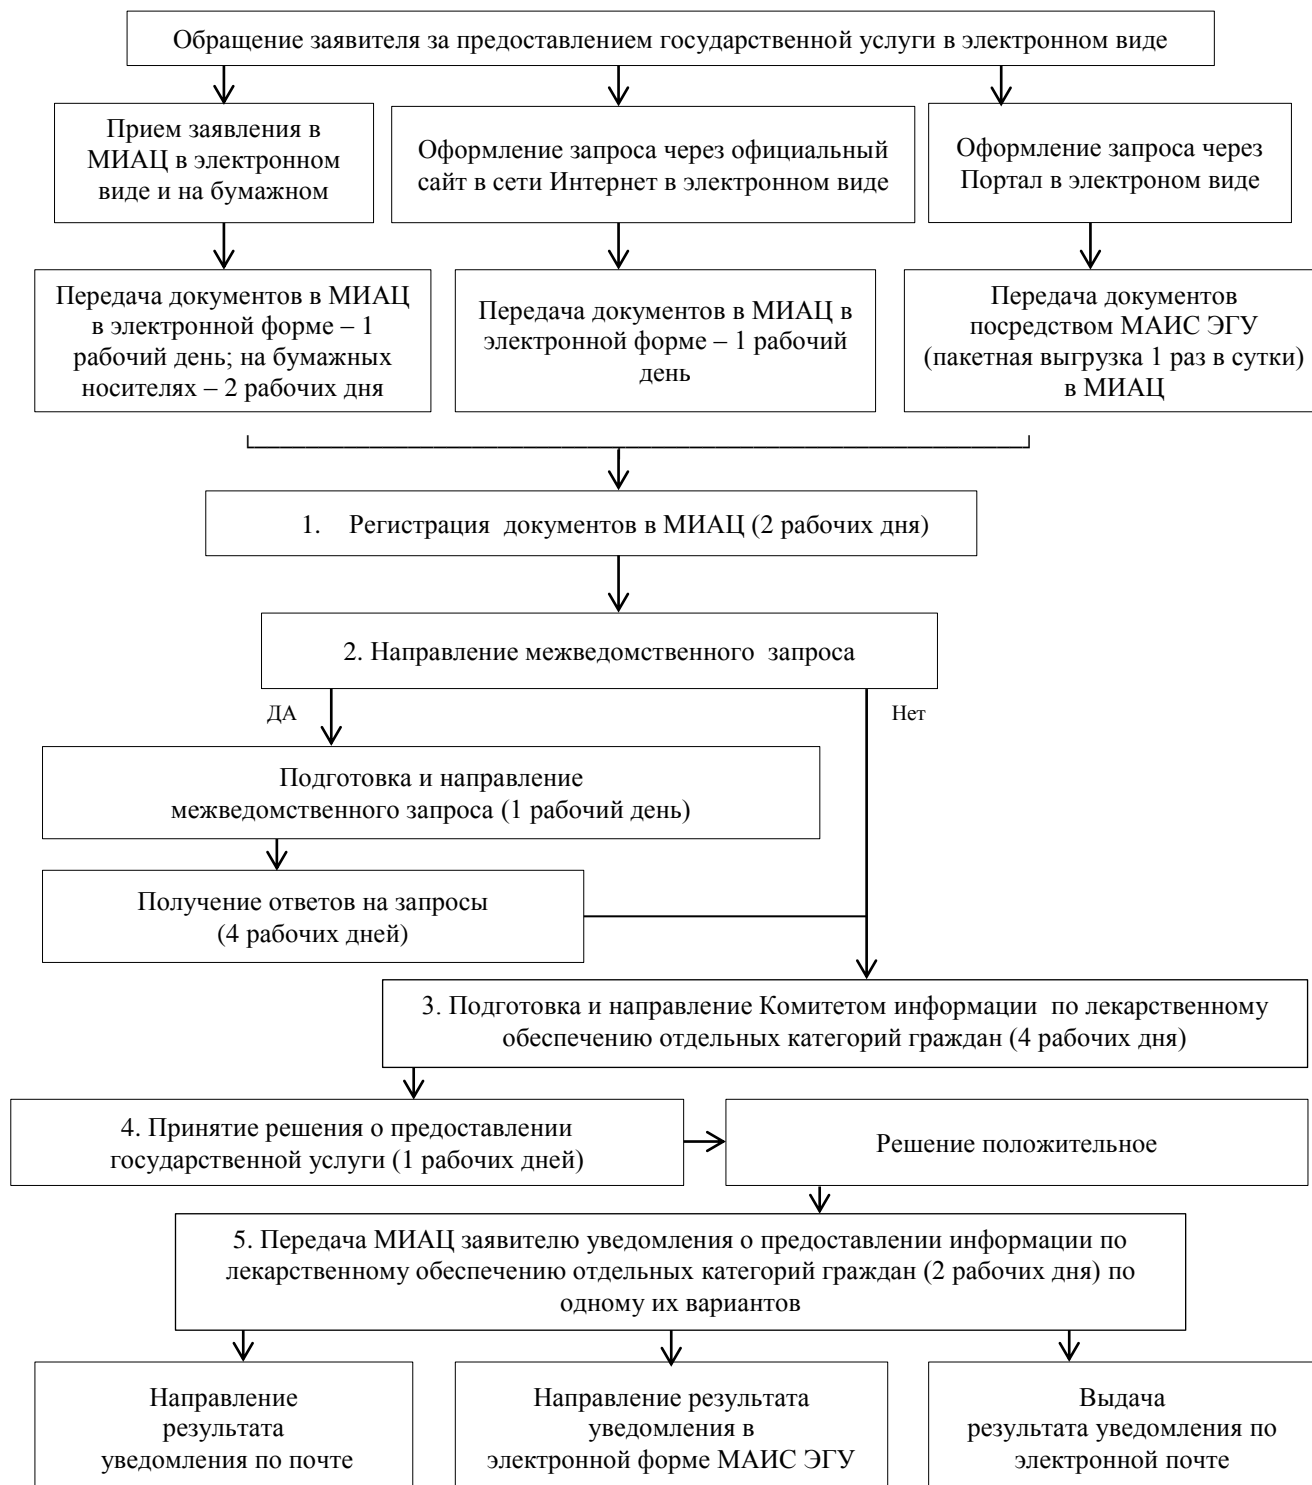 Обращение заявителя за предоставлением государственной услуги в электронном виде
Прием заявления в
МИАЦ в электронном
виде и на бумажном
Оформление запроса через официальный
сайт в сети Интернет в электронном виде
Оформление запроса через
Портал в электроном виде
Передача документов в МИАЦ
в электронной форме – 1
рабочий день; на бумажных
носителях – 2 рабочих дня
Передача документов в МИАЦ в
электронной форме – 1 рабочий
день
Передача документов
посредством МАИС ЭГУ
(пакетная выгрузка 1 раз в сутки)
в МИАЦ
1. Регистрация документов в МИАЦ (2 рабочих дня)
2. Направление межведомственного запроса
ДА
Нет
Подготовка и направление
межведомственного запроса (1 рабочий день)
Получение ответов на запросы
(4 рабочих дней)
3. Подготовка и направление Комитетом информации по лекарственному
обеспечению отдельных категорий граждан (4 рабочих дня)
4. Принятие решения о предоставлении
государственной услуги (1 рабочих дней)
Решение положительное
5. Передача МИАЦ заявителю уведомления о предоставлении информации по
лекарственному обеспечению отдельных категорий граждан (2 рабочих дня) по
одному их вариантов
Направление
результата
уведомления по почте
Направление результата
уведомления в
электронной форме МАИС ЭГУ
Выдача
результата уведомления по
электронной почте